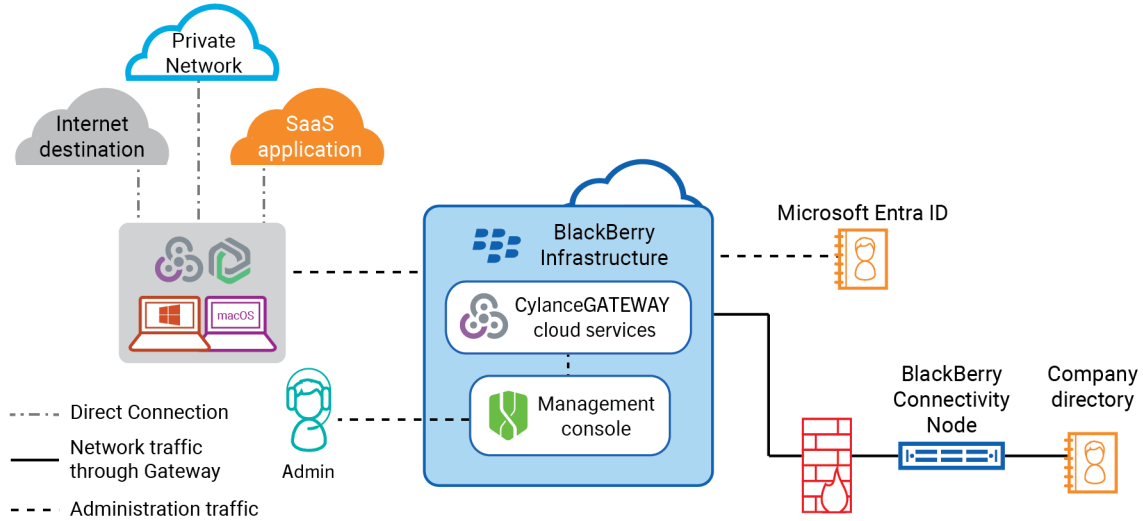 Private
Network
Internet
destination
SaaS
application
BlackBerry
Infrastructure
Microsoft Entra ID
macOS
CylanceGATEWAY
cloud services
Management
console
Admin
BlackBerry
Connectivity
Node
Company
directory
Direct Connection
Network traffic
through Gateway
Administration traffic